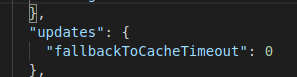 },
"updates": {
"fallbackToCacheTimeout": 0
},